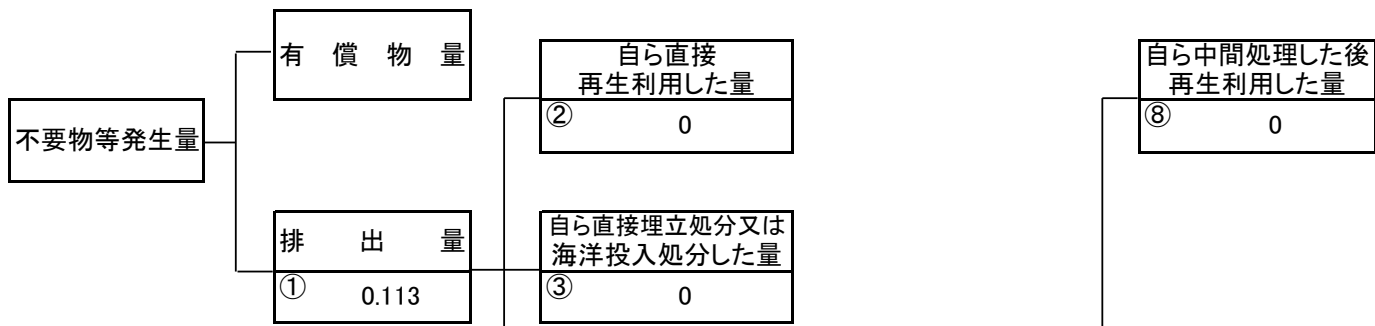 有償物量
自ら直接
再生利用した量
② 0
自ら中間処理した後
再生利用した量
⑧ 0
不要物等発生量
排出量
① 0.113
自ら直接埋立処分又は
海洋投入処分した量
③ 0